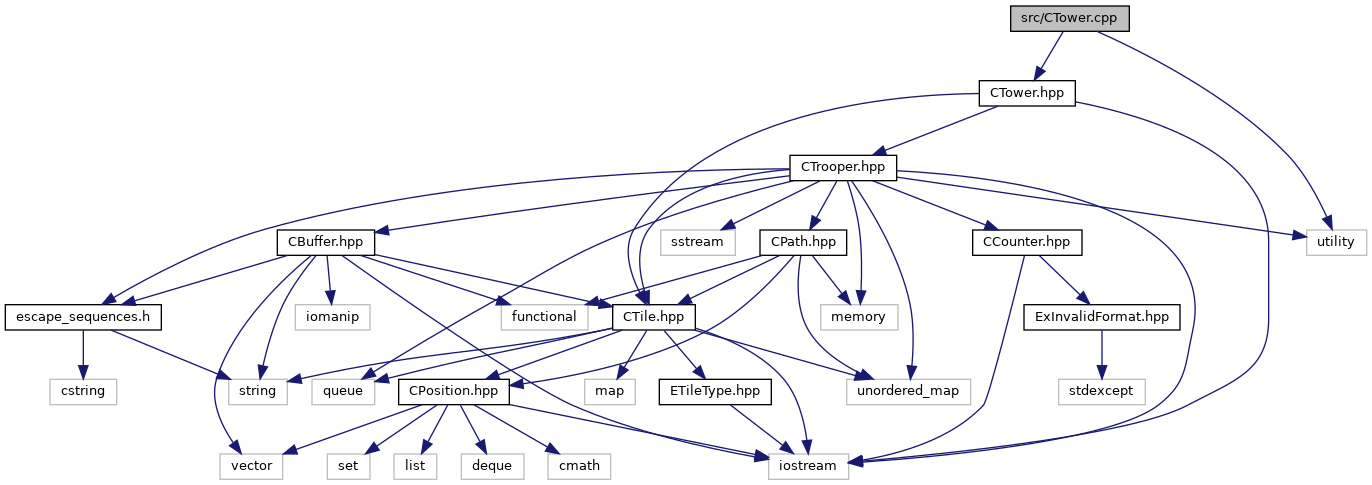 src/CTower.cpp
CTower.hpp
CTrooper.hpp
CBuffer.hpp
sstream
CPath.hpp
CCounter.hpp
utility
escape_sequences.h
iomanip
functional
CTile.hpp
memory
ExInvalidFormat.hpp
cstring
string
queue
CPosition.hpp
map
ETileType.hpp
unordered_map
stdexcept
vector
set
list
deque
cmath
iostream